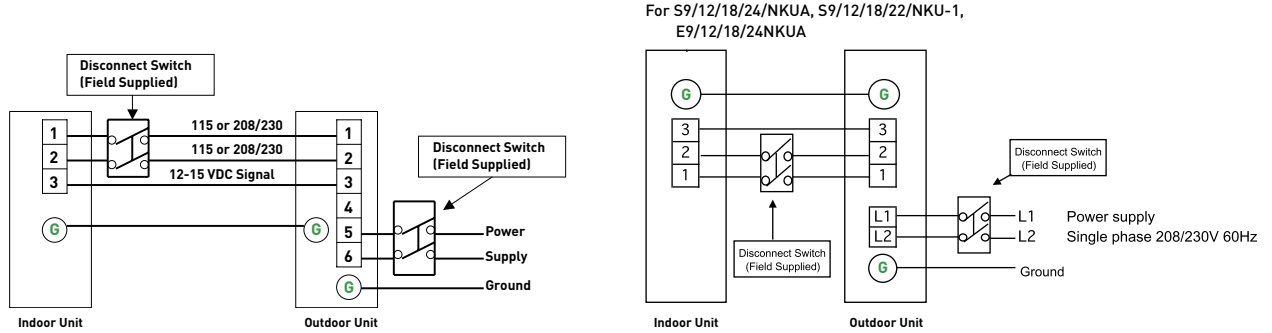 Disconnect Switch
(Field Supplied)
1
2
3
G
115 or 208/230
115 or 208/230
12-15 VDC Signal
1
2
3
4
5
6
G
G
Disconnect Switch
(Field Supplied)
Power
Supply
Ground
Indoor Unit
Outdoor Unit
For S9/12/18/24/NKUA, S9/12/18/22/NKU-1,
E9/12/18/24NKUA
G
3
2
1
G
3
2
1
L1
L2
G
Disconnect Switch
(Field Supplied)
Disconnect Switch
(Field Supplied)
L1 Power supply
L2 Single phase 208/230V 60Hz
Ground
Indoor Unit
Outdoor Unit